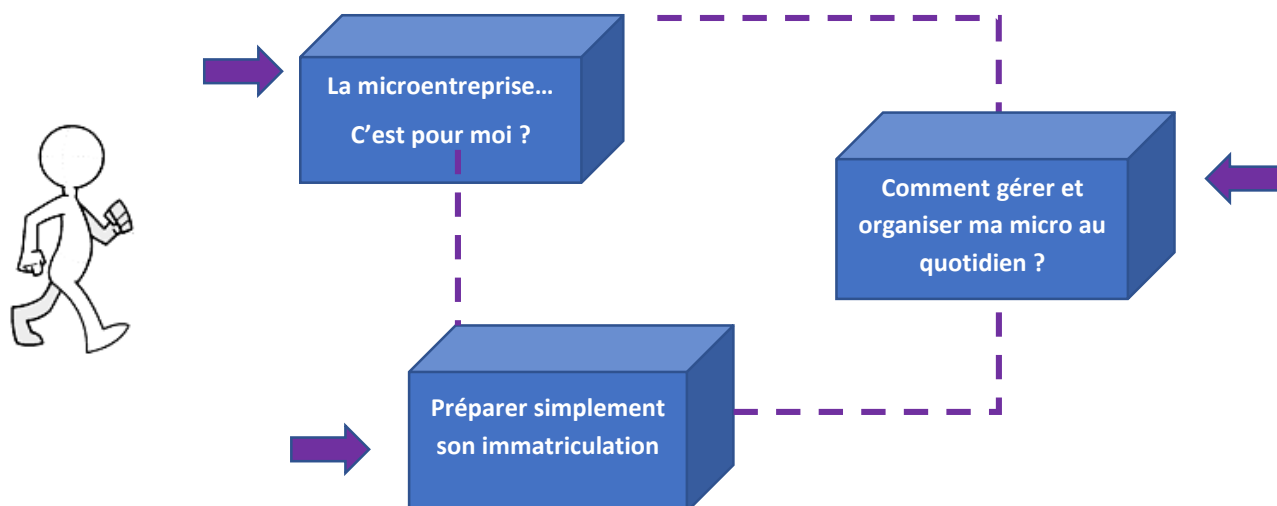 La microentreprise…
C’est pour moi ?
Comment gérer et
organiser ma micro au
quotidien ?
Préparer simplement
son immatriculation